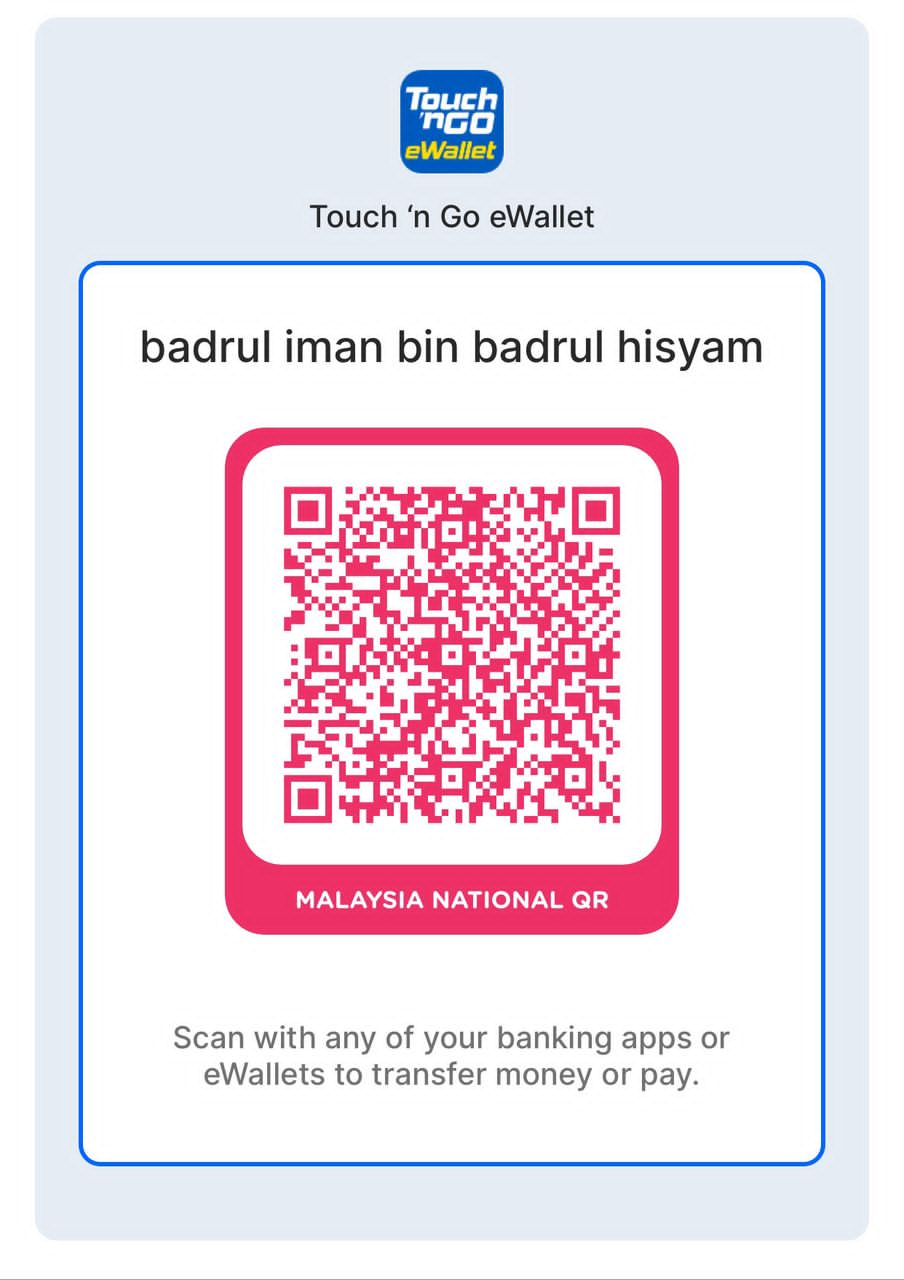 Touch
'nGO
eWallet
Touch ‘n Go eWallet
badrul iman bin badrul hisyam
MALAYSIA NATIONAL QR
Scan with any of your banking apps or
eWallets to transfer money or pay.